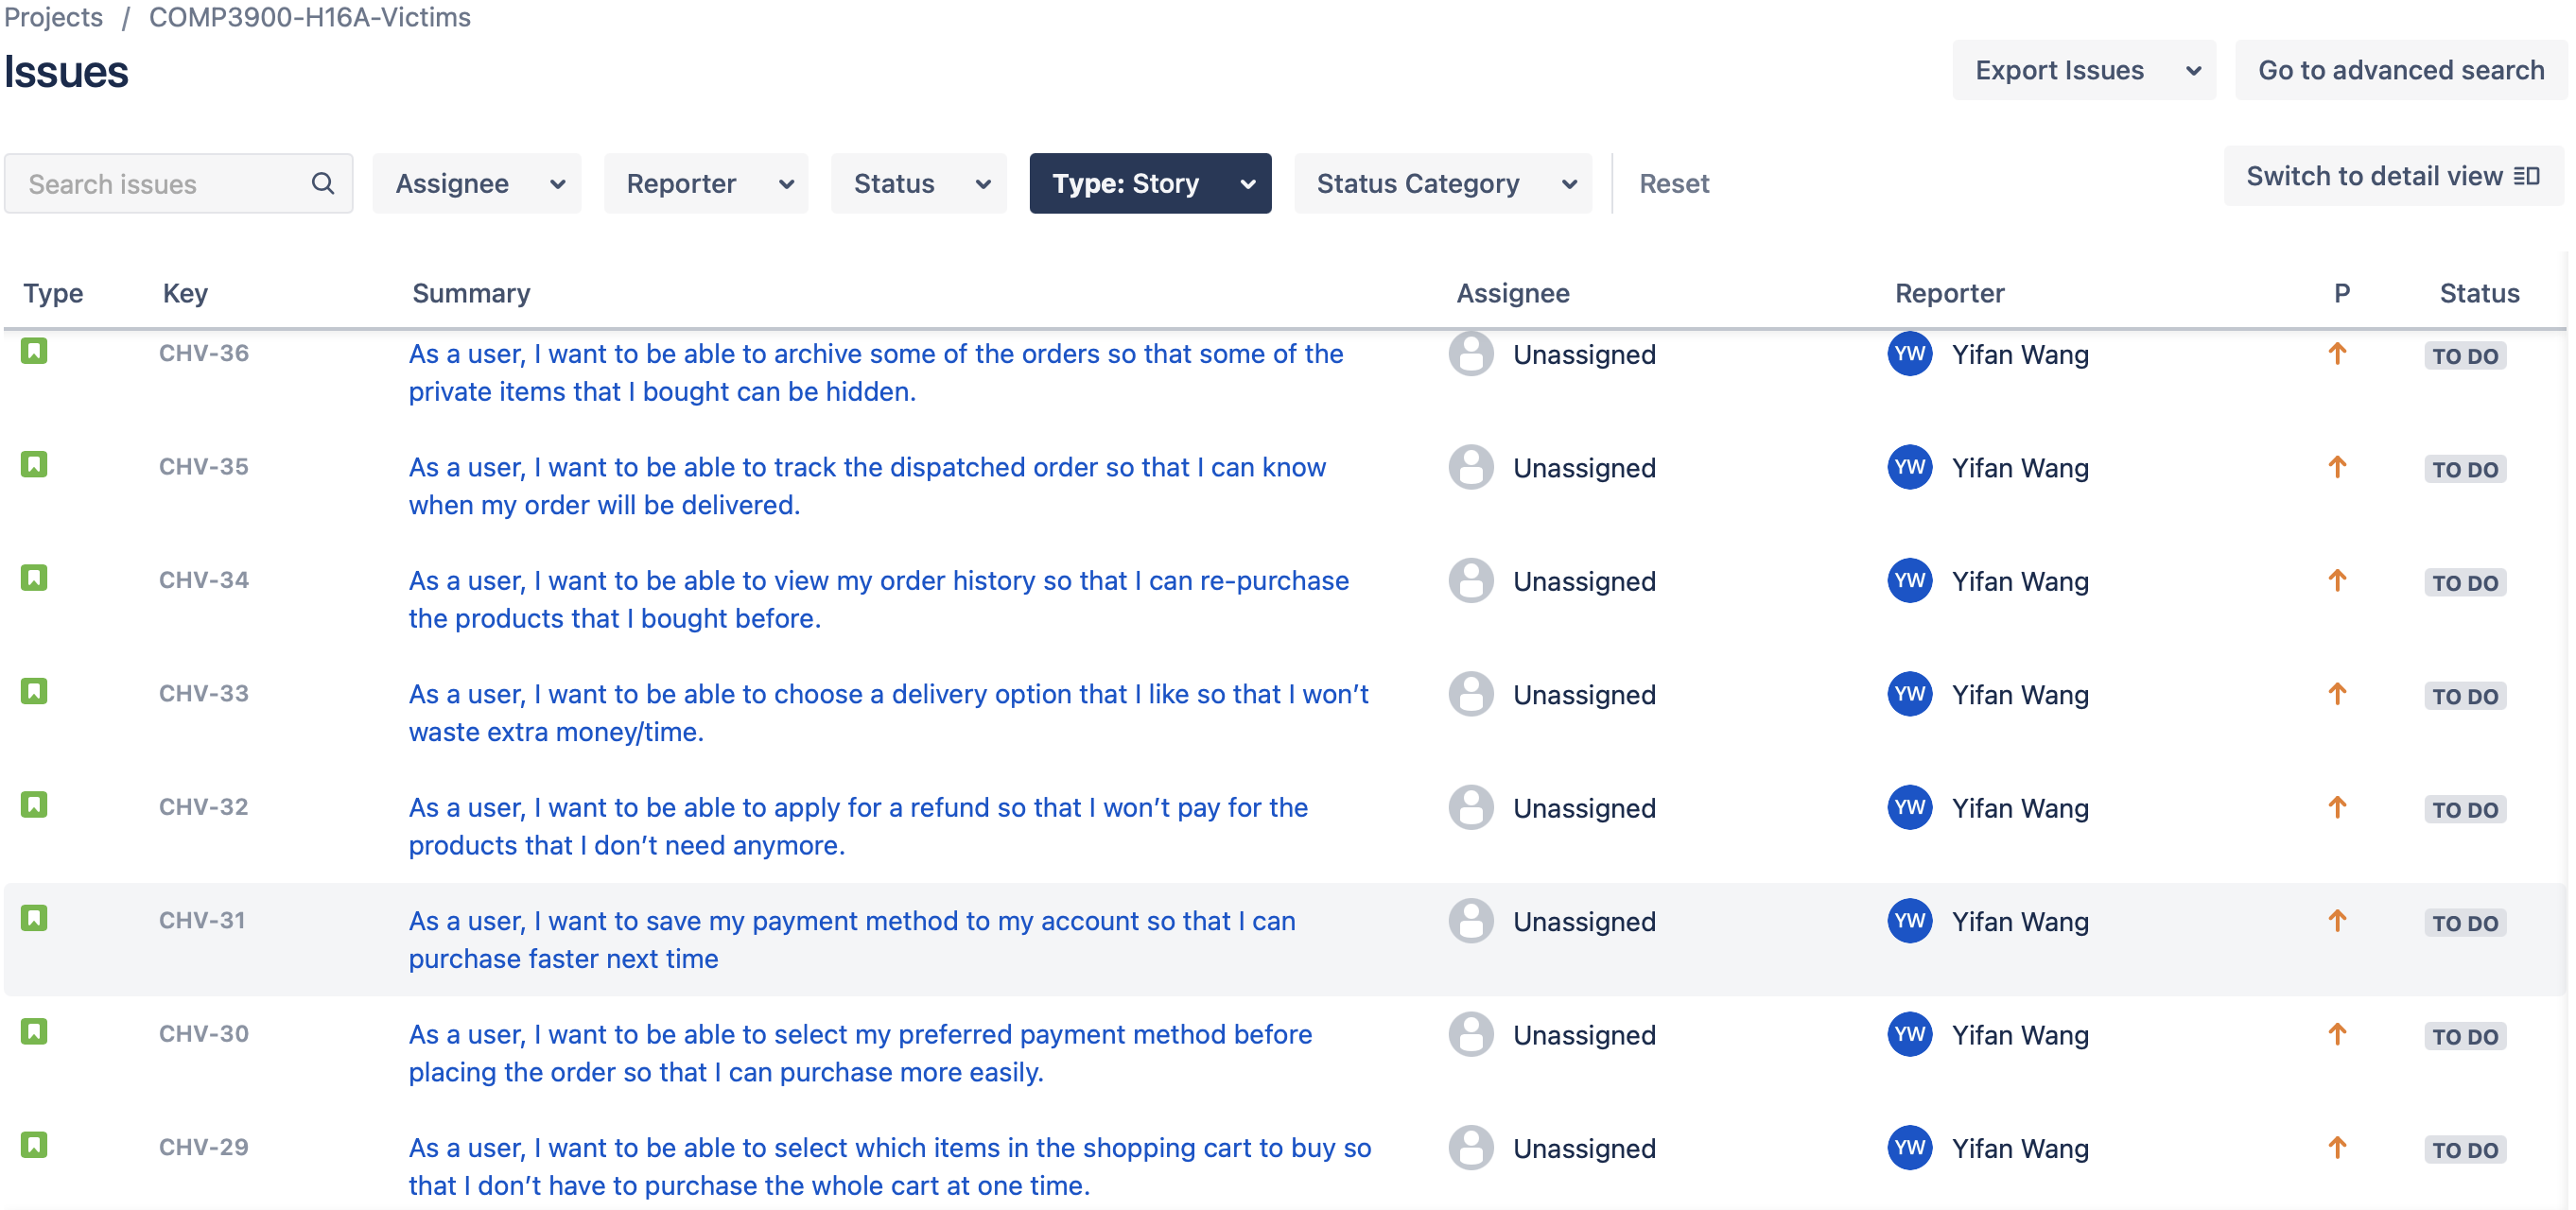 Projects / COMP3900-H16A-Victims
Issues
Export Issues
Go to advanced search
Search issues
Assignee
Reporter
Status
Type: Story
Status Category
Reset
Switch to detail view
Type Key Summary Assignee Reporter P Status
CHV-36 As a user, I want to be able to archive some of the orders so that some of the Unassigned YW Yifan Wang TO DO
private items that I bought can be hidden.
CHV-35 As a user, I want to be able to track the dispatched order so that I can know Unassigned YW Yifan Wang TO DO
when my order will be delivered.
CHV-34 As a user, I want to be able to view my order history so that I can re-purchase Unassigned YW Yifan Wang TO DO
the products that I bought before.
CHV-33 As a user, I want to be able to choose a delivery option that I like so that I won’t Unassigned YW Yifan Wang TO DO
waste extra money/time.
CHV-32 As a user, I want to be able to apply for a refund so that I won’t pay for the Unassigned YW Yifan Wang TO DO
products that I don’t need anymore.
CHV-31 As a user, I want to save my payment method to my account so that I can Unassigned YW Yifan Wang TO DO
purchase faster next time
CHV-30 As a user, I want to be able to select my preferred payment method before Unassigned YW Yifan Wang TO DO
placing the order so that I can purchase more easily.
CHV-29 As a user, I want to be able to select which items in the shopping cart to buy so Unassigned YW Yifan Wang TO DO
that I don’t have to purchase the whole cart at one time.